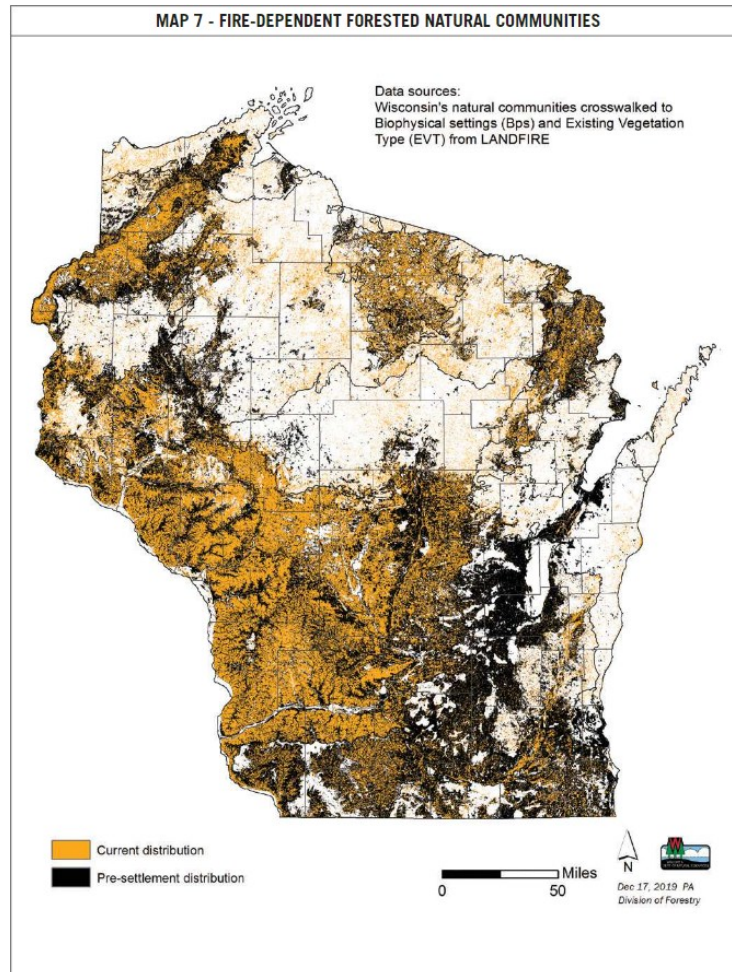 MAP 7 - FIRE-DEPENDENT FORESTED NATURAL COMMUNITIES
Data sources:
Wisconsin's natural communities crosswalked to
Biophysical settings (Bps) and Existing Vegetation
Type (EVT) from LANDFIRE
Current distribution
Pre-settlement distribution
Miles
0 50
N
Dec 17, 2019 PA
Division of Forestry